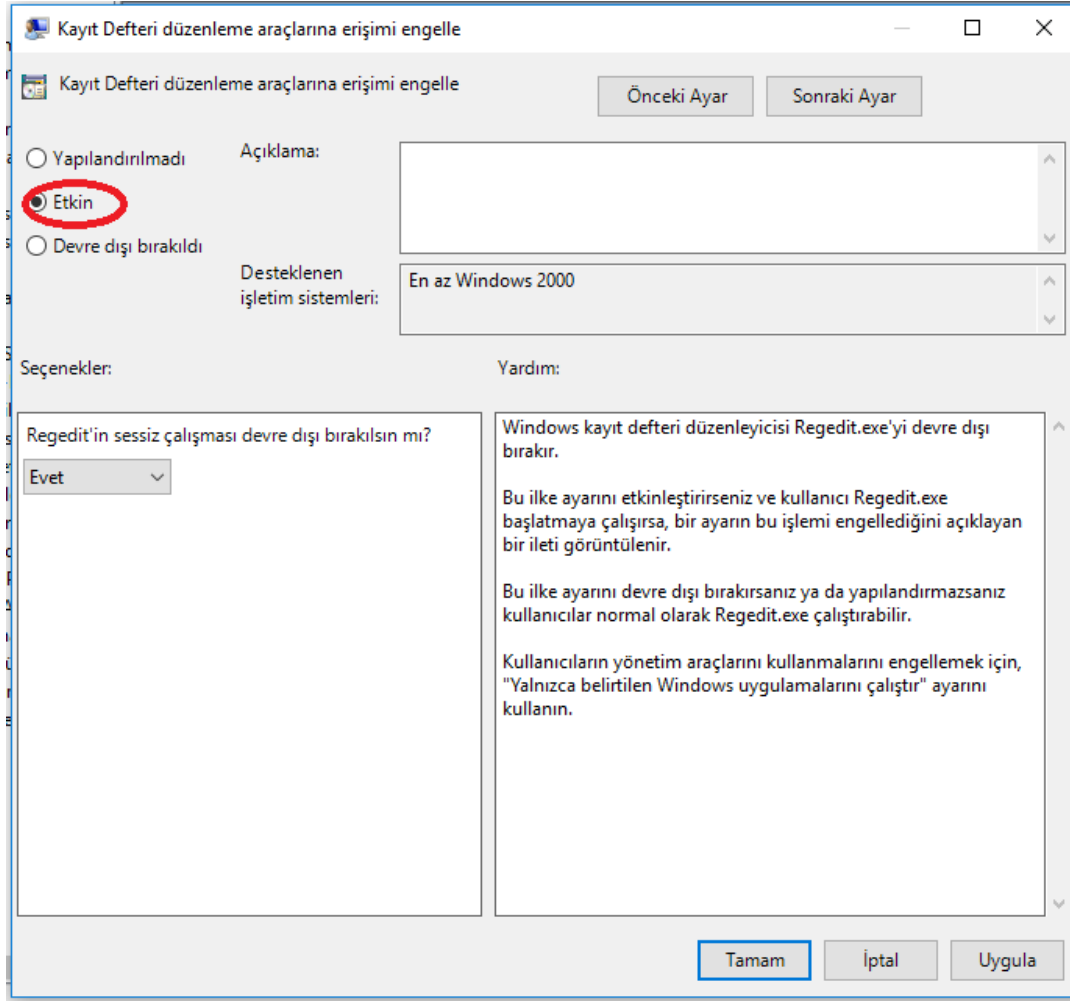 Kayıt Defteri düzenleme araçlarına erişimi engelle
Kayıt Defteri düzenleme araçlarına erişimi engelle
Önceki Ayar
Sonraki Ayar
Yapılandırılmadı
Etkin
Devre dışı bırakıldı
Açıklama:
Desteklenen
işletim sistemleri:
En az Windows 2000
Seçenekler:
Yardım:
Regedit'in sessiz çalışması devre dışı bırakılsın mı?
Evet
Windows kayıt defteri düzenleyicisi Regedit.exe'yi devre dışı
bırakır.
Bu ilke ayarını etkinleştirirseniz ve kullanıcı Regedit.exe
başlatmaya çalışırsa, bir ayarın bu işlemi engellediğini açıklayan
bir ileti görüntülenir.
Bu ilke ayarını devre dışı bırakırsanız ya da yapılandırmazsanız
kullanıcılar normal olarak Regedit.exe çalıştırabilir.
Kullanıcıların yönetim araçlarını kullanmalarını engellemek için,
"Yalnızca belirtilen Windows uygulamalarını çalıştır" ayarını
kullanın.
Tamam
İptal
Uygula